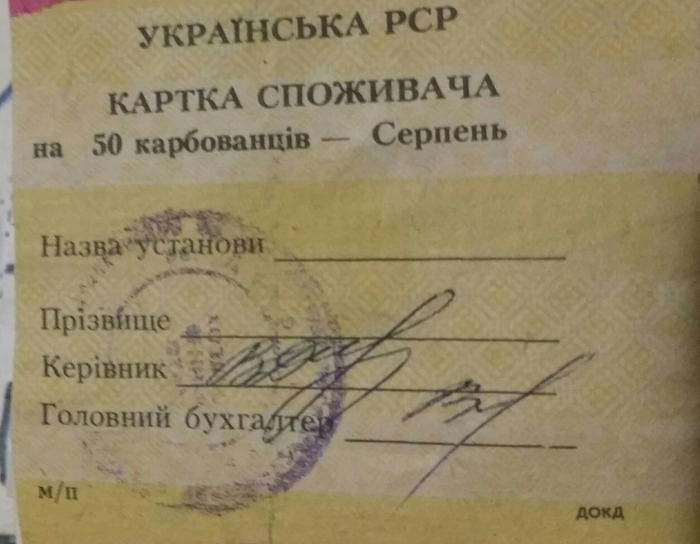 УКРАЇНСЬКА РСР
КАРТКА СПОЖИВАЧА
на 50 карбованців — Серпень
Назва установи
Прізвище
Керівник
Головний бухгалтер
м/п
ДОКД